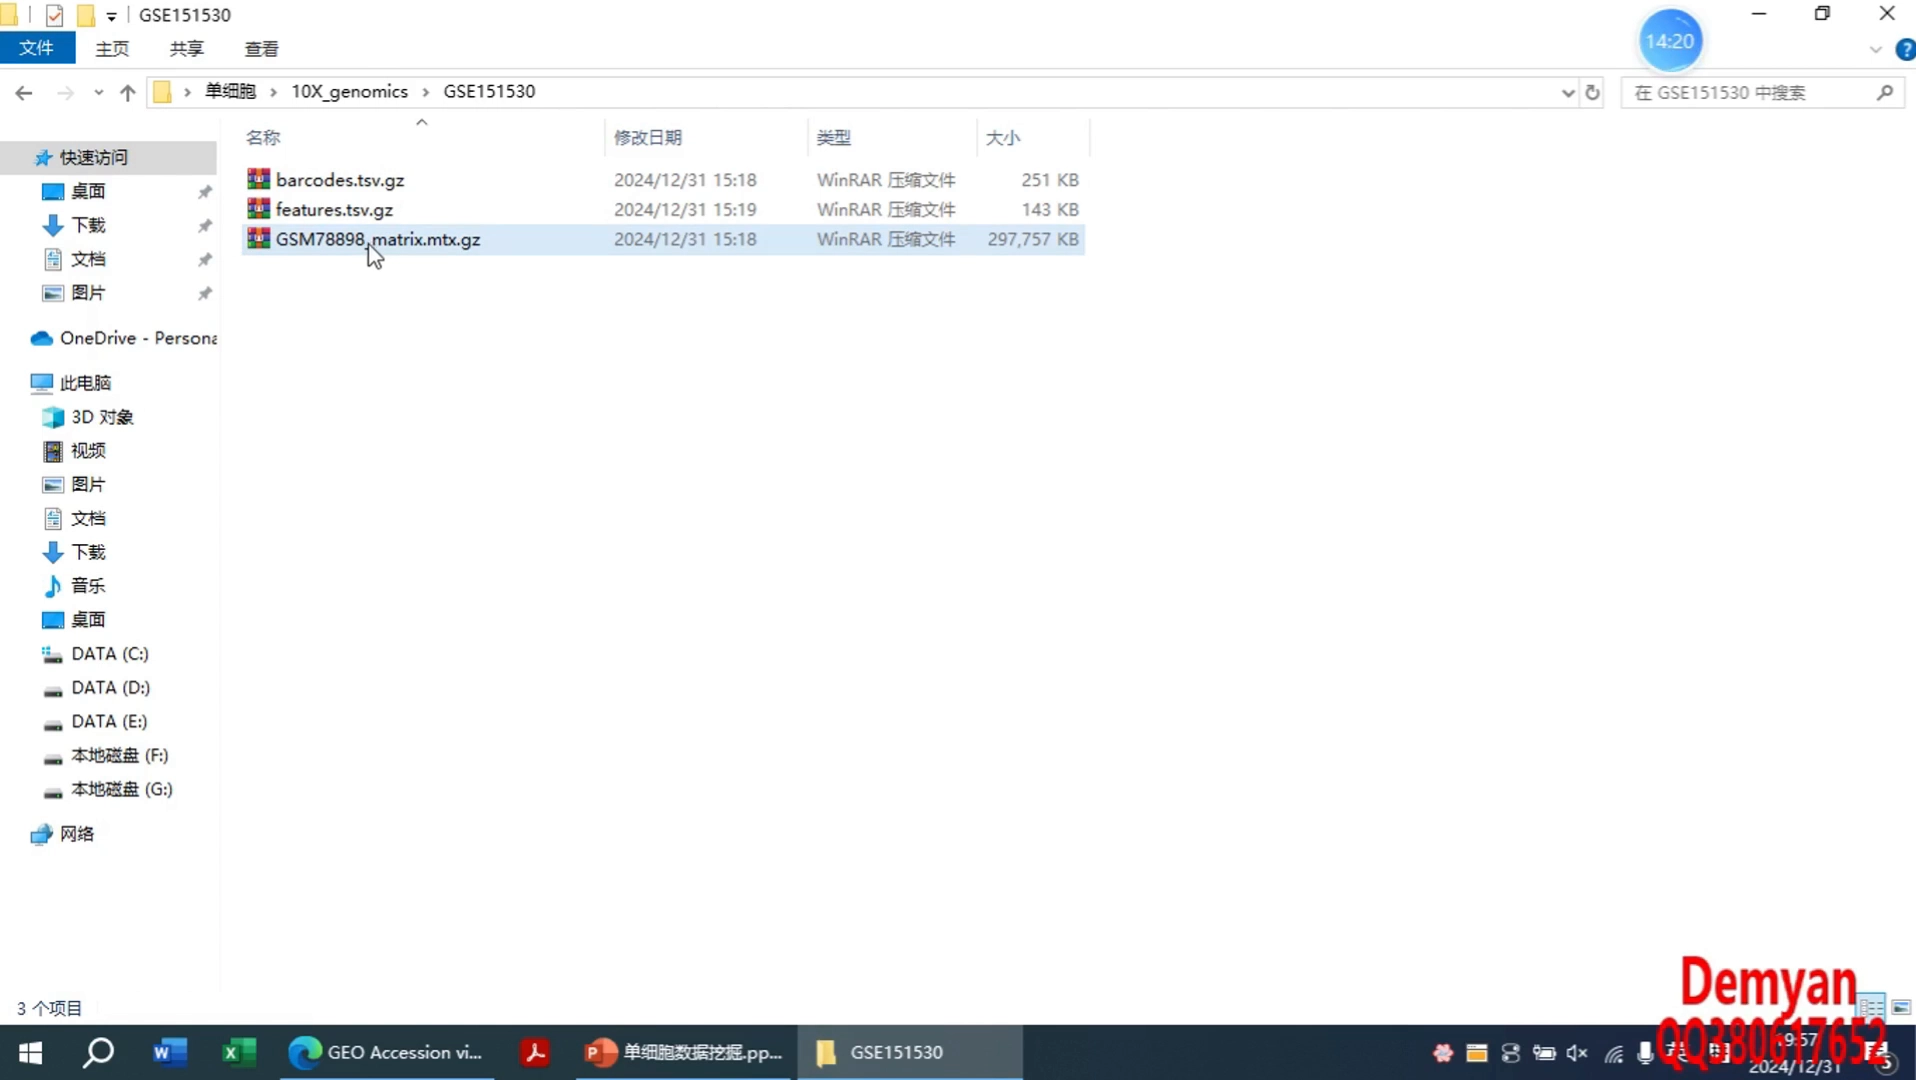 GSE151530
14:20
文件 主页 共享 查看
单细胞 10X_genomics GSE151530
在 GSE151530 中搜索
名称 修改日期 类型 大小
快速访问
桌面
下载
文档
图片
OneDrive - Persona
此电脑
3D 对象
视频
图片
文档
下载
音乐
桌面
DATA (C:)
DATA (D:)
DATA (E:)
本地磁盘 (F:)
本地磁盘 (G:)
网络
barcodes.tsv.gz 2024/12/31 15:18 WinRAR 压缩文件 251 KB
features.tsv.gz 2024/12/31 15:19 WinRAR 压缩文件 143 KB
GSM78898_matrix.mtx.gz 2024/12/31 15:18 WinRAR 压缩文件 297,757 KB
3 个项目
Demyan
QQ380617652
GEO Accession vi...
单细胞数据挖掘.pp...
GSE151530
2024/12/31